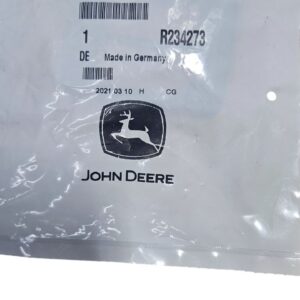 1 R234273
DE Made in Germany
2021 03 10 H CG
JOHN DEERE